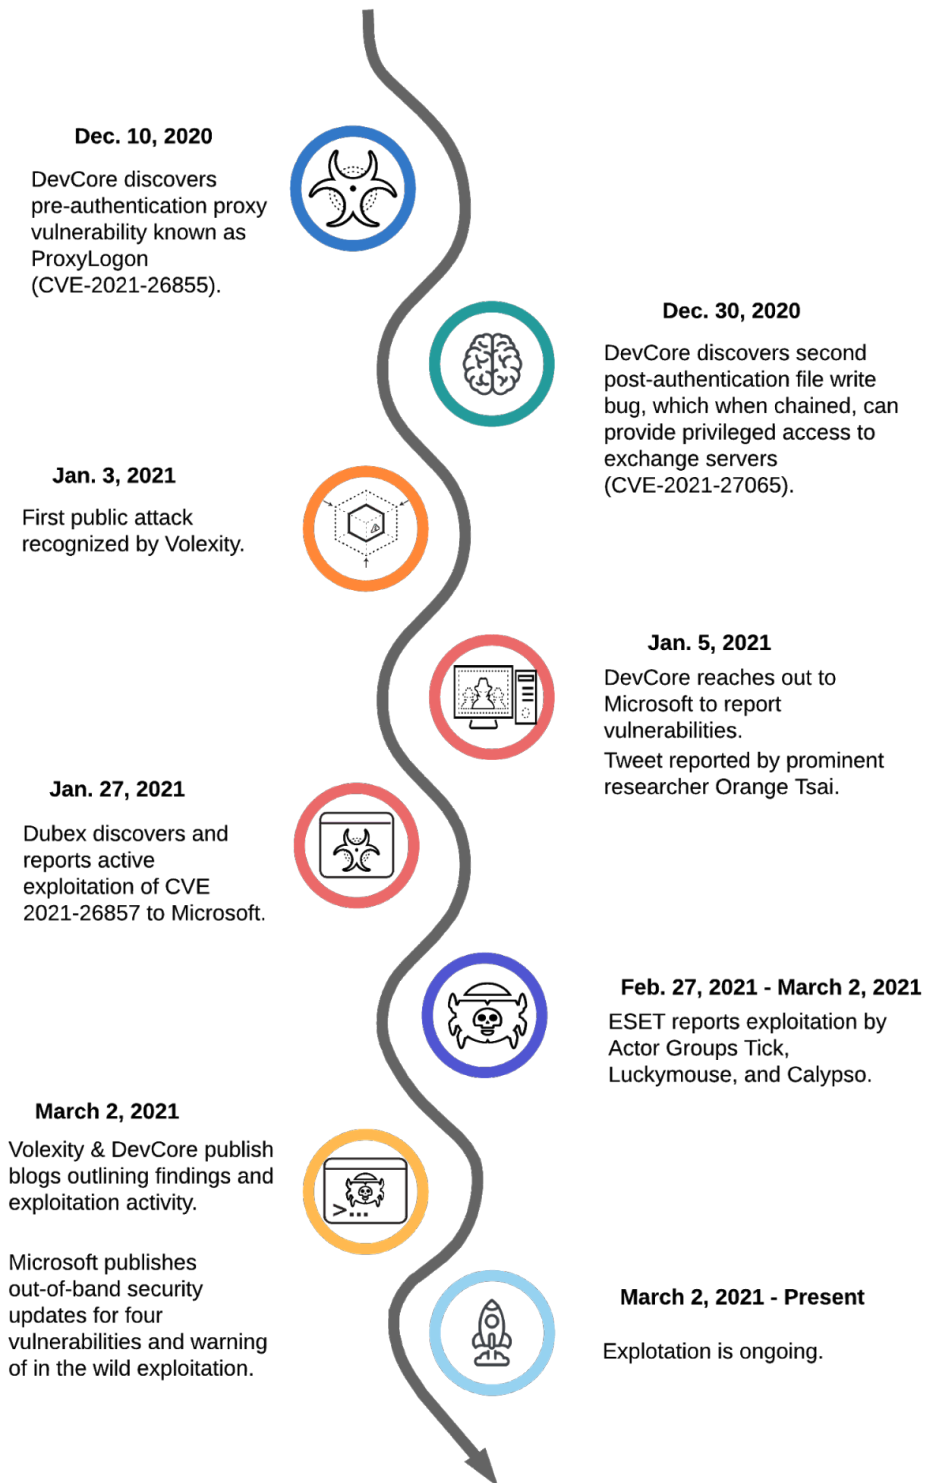 Dec. 10, 2020
DevCore discovers
pre-authentication proxy
vulnerability known as
ProxyLogon
(CVE-2021-26855).
Dec. 30, 2020
DevCore discovers second
post-authentication file write
bug, which when chained, can
provide privileged access to
exchange servers
(CVE-2021-27065).
Jan. 3, 2021
First public attack
recognized by Volexity.
Jan. 5, 2021
DevCore reaches out to
Microsoft to report
vulnerabilities.
Tweet reported by prominent
researcher Orange Tsai.
Jan. 27, 2021
Dubex discovers and
reports active
exploitation of CVE
2021-26857 to Microsoft.
Feb. 27, 2021 - March 2, 2021
ESET reports exploitation by
Actor Groups Tick,
Luckymouse, and Calypso.
March 2, 2021
Volexity & DevCore publish
blogs outlining findings and
exploitation activity.
Microsoft publishes
out-of-band security
updates for four
vulnerabilities and warning
of in the wild exploitation.
>...
March 2, 2021 - Present
Explotation is ongoing.